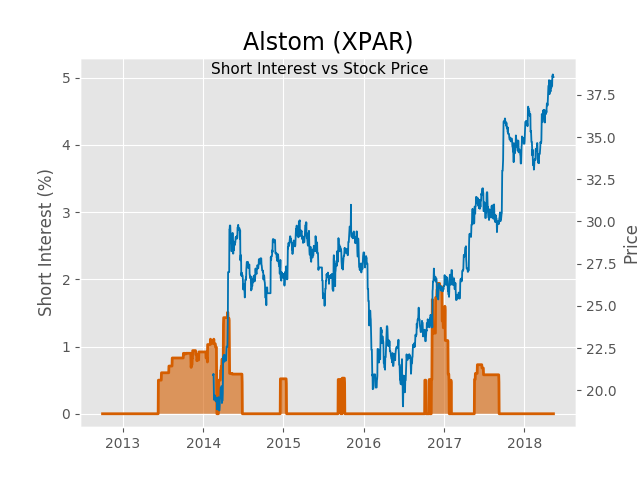 Alstom (XPAR)
Short Interest vs Stock Price
Short Interest (%)
5
4
3
2
1
0
37.5
35.0
32.5
30.0
27.5
25.0
22.5
20.0
Price
2013 2014 2015 2016 2017 2018